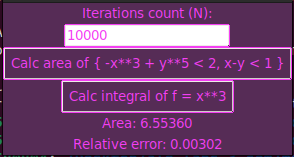 Iterations count (N):
10000
Calc area of { -x**3 + y**5 < 2, x-y < 1 }
Calc integral of f = x**3
Area: 6.55360
Relative error: 0.00302